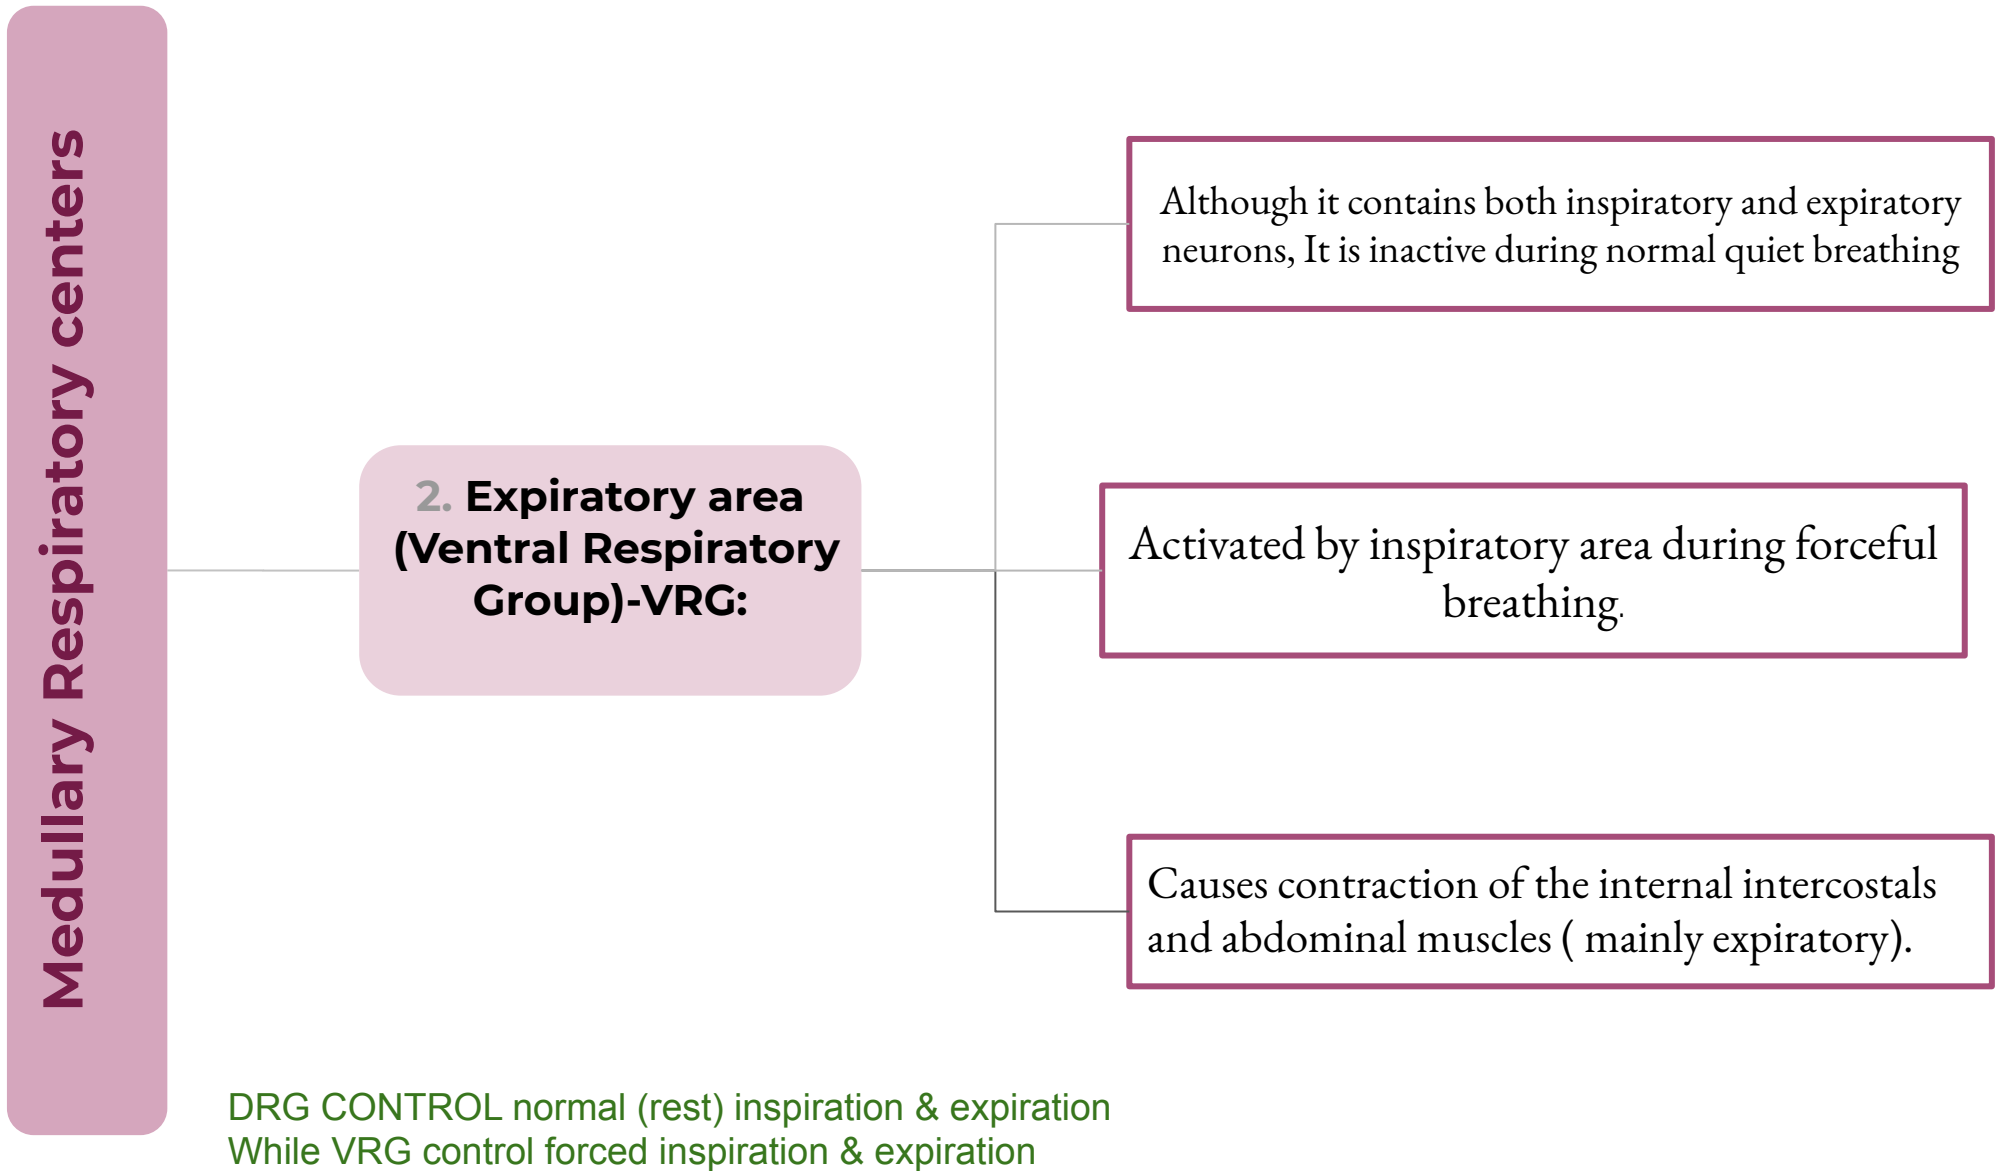 Medullary Respiratory centers
2. Expiratory area
(Ventral Respiratory
Group)-VRG:
Although it contains both inspiratory and expiratory
neurons, It is inactive during normal quiet breathing
Activated by inspiratory area during forceful
breathing.
Causes contraction of the internal intercostals
and abdominal muscles ( mainly expiratory).
DRG CONTROL normal (rest) inspiration & expiration
While VRG control forced inspiration & expiration